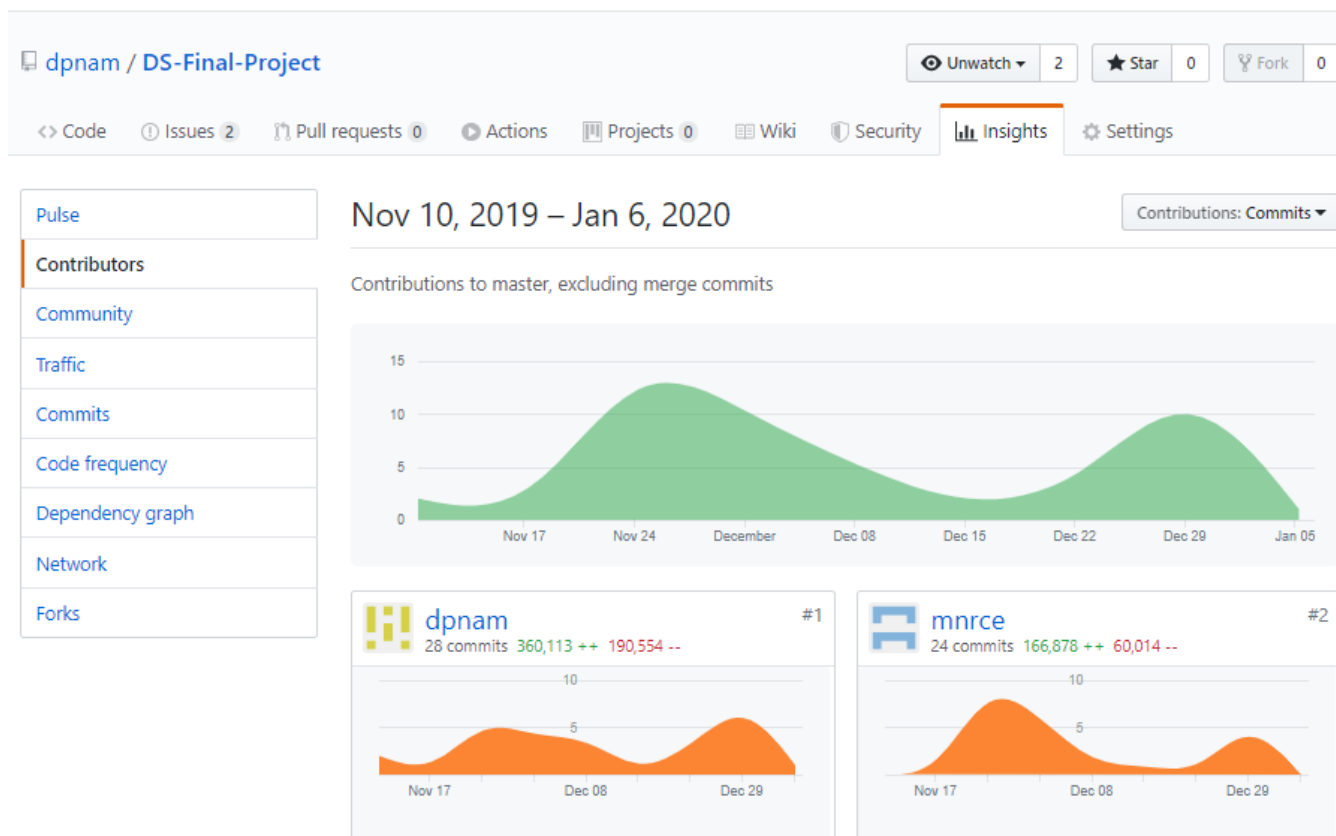 dpnam / DS-Final-Project
Unwatch 2 Star 0 Fork 0
Code Issues 2 Pull requests 0 Actions Projects 0 Wiki Security Insights Settings
Pulse
Contributors
Community
Traffic
Commits
Code frequency
Dependency graph
Network
Forks
Nov 10, 2019 – Jan 6, 2020
Contributions: Commits
Contributions to master, excluding merge commits
15
10
5
0
Nov 17 Nov 24 December Dec 08 Dec 15 Dec 22 Dec 29 Jan 05
dpnam #1
28 commits 360,113 ++ 190,554 --
10
5
Nov 17 Dec 08 Dec 29
mnrce #2
24 commits 166,878 ++ 60,014 --
10
5
Nov 17 Dec 08 Dec 29